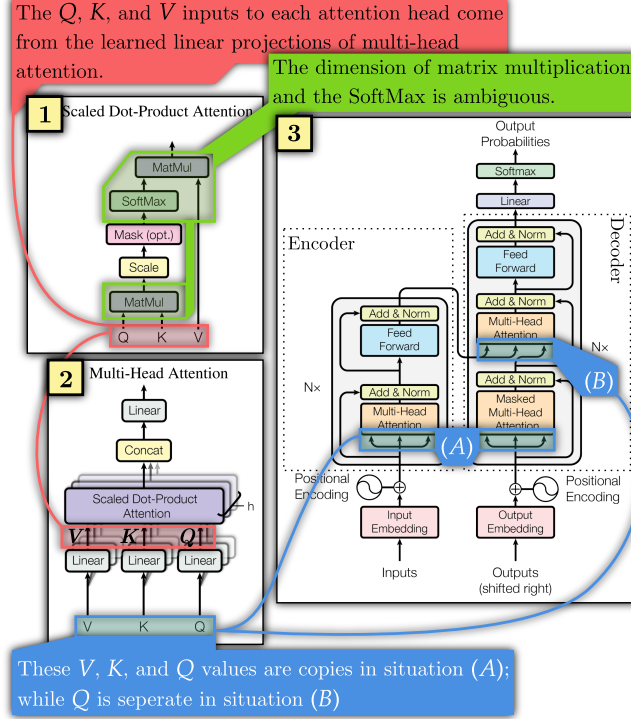 The Q, K, and V inputs to each attention head come
from the learned linear projections of multi-head
attention.
The dimension of matrix multiplication
and the SoftMax is ambiguous.
1
Scaled Dot-Product Attention
MatMul
SoftMax
Mask (opt.)
Scale
MatMul
Q K V
2
Multi-Head Attention
Linear
Concat
Scaled Dot-Product
Attention
h
V K Q
Linear Linear Linear
V K Q
3
Output
Probabilities
Softmax
Linear
Encoder
Decoder
Add & Norm
Feed
Forward
Add & Norm
Multi-Head
Attention
(B)
N×
Add & Norm
Masked
Multi-Head
Attention
Add & Norm
Feed
Forward
N×
Add & Norm
Multi-Head
Attention
(A)
Positional
Encoding
Positional
Encoding
Input
Embedding
Output
Embedding
Inputs
Outputs
(shifted right)
These V, K, and Q values are copies in situation (A);
while Q is seperate in situation (B)